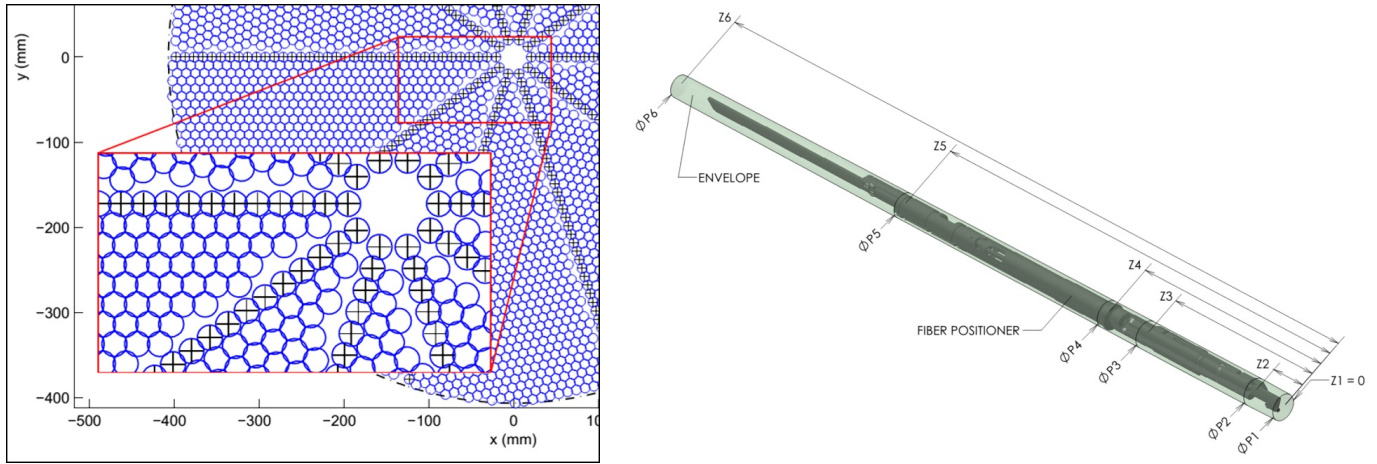 y (mm)
0
−100
−200
−300
−400
−500
−400
−300
−200
−100
0
10
x (mm)
Z6
Z5
ØP6
ENVELOPE
ØP5
Z4
Z3
FIBER POSITIONER
ØP4
ØP3
Z2
Z1 = 0
ØP2
ØP1